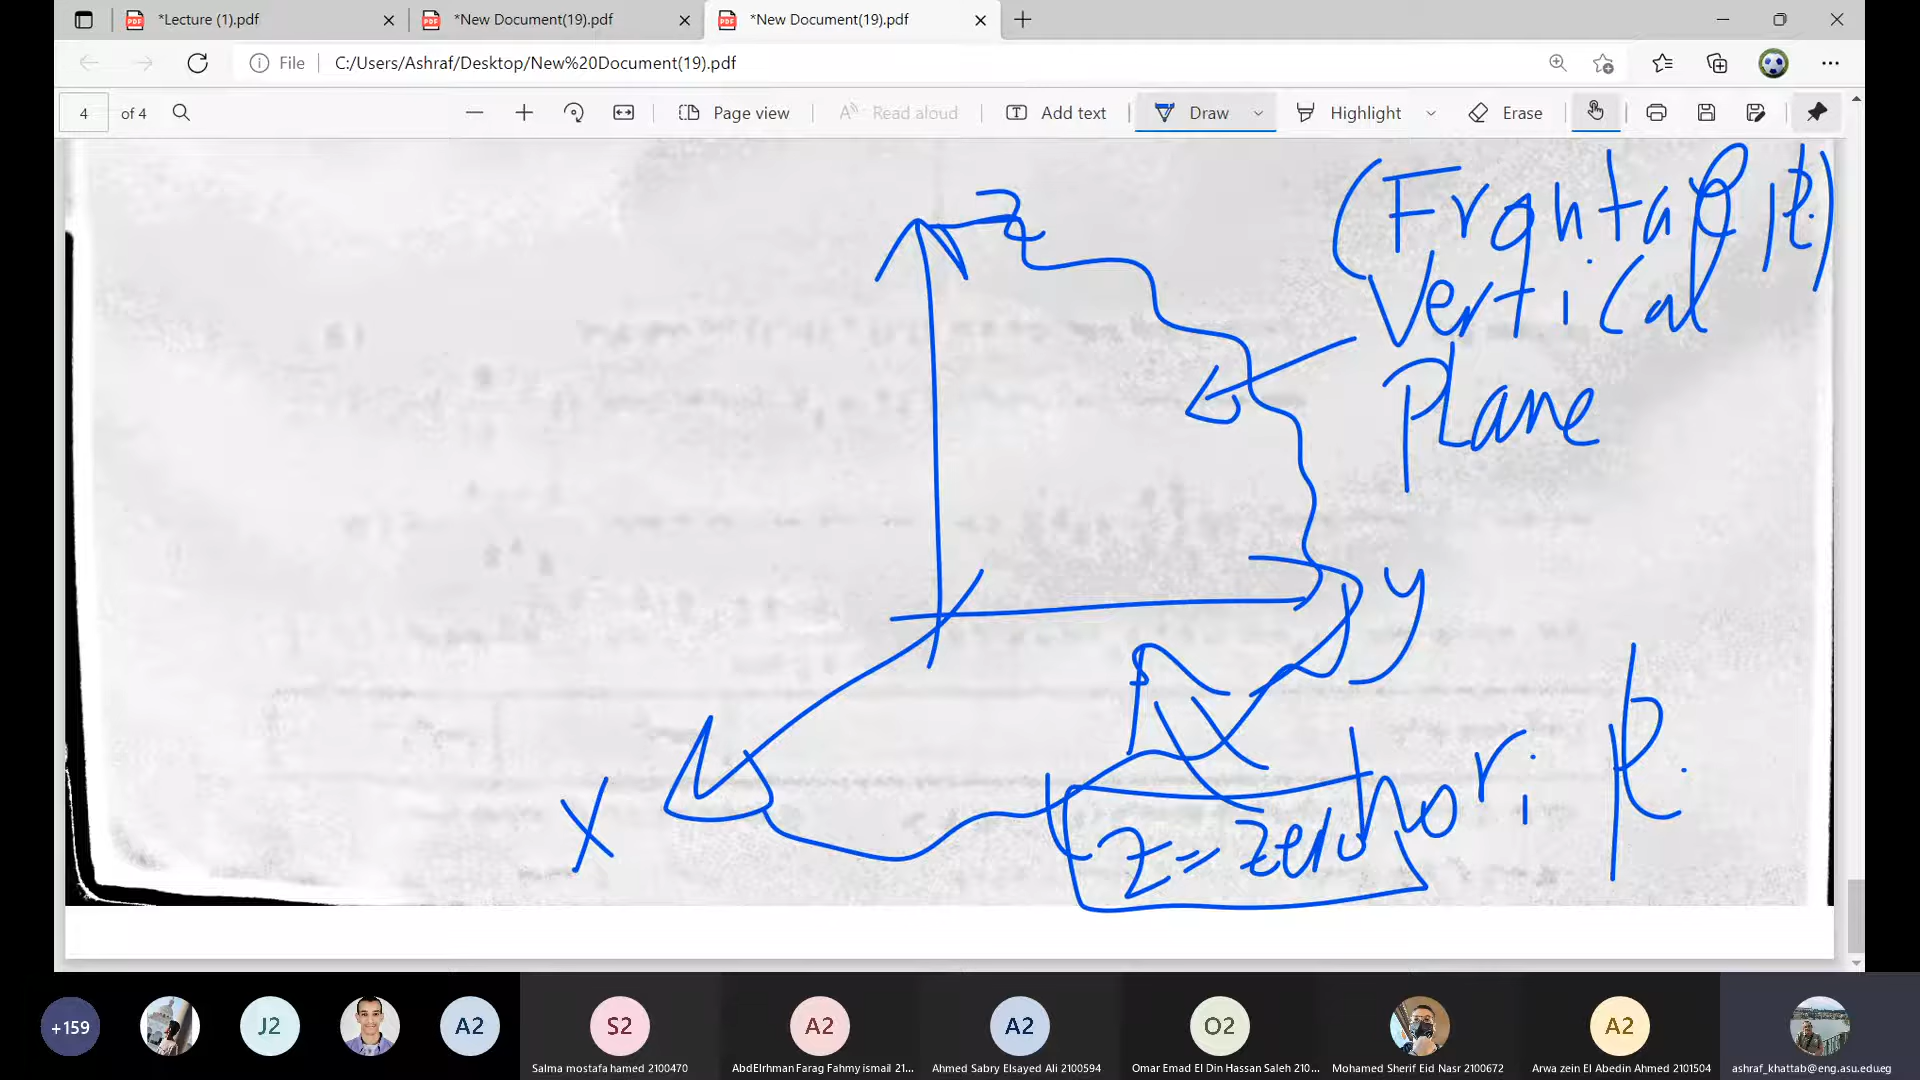 *Lecture (1).pdf
*New Document(19).pdf
*New Document(19).pdf
File
C:/Users/Ashraf/Desktop/New%20Document(19).pdf
4 of 4
Page view
Read aloud
Add text
Draw
Highlight
Erase
(Frontal pl.)
Vertical
Plane
z
y
x
hori pl.
z = zero
+159
J2
A2
S2
A2
A2
O2
A2
Salma mostafa hamed 2100470
AbdElrhman Farag Fahmy ismail 21...
Ahmed Sabry Elsayed Ali 2100594
Omar Emad El Din Hassan Saleh 210...
Mohamed Sherif Eid Nasr 2100672
Arwa zein El Abedin Ahmed 2101504
ashraf_khattab@eng.asu.edu.eg